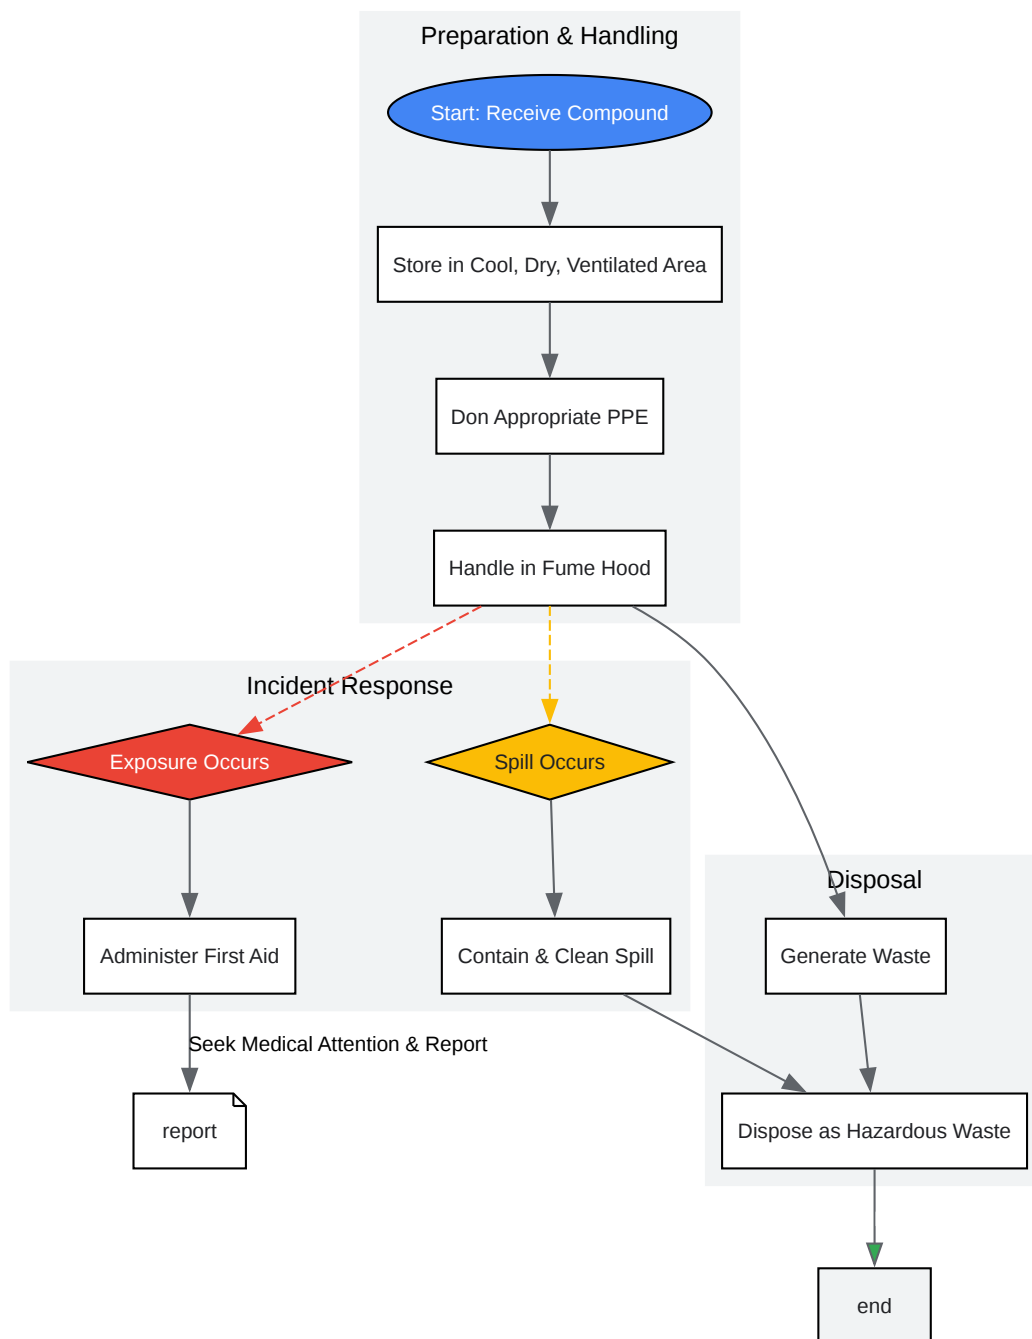 Preparation & Handling
Start: Receive Compound
Store in Cool, Dry, Ventilated Area
Don Appropriate PPE
Handle in Fume Hood
Incident Response
Exposure Occurs
Spill Occurs
Disposal
Administer First Aid
Contain & Clean Spill
Generate Waste
Seek Medical Attention & Report
report
Dispose as Hazardous Waste
end